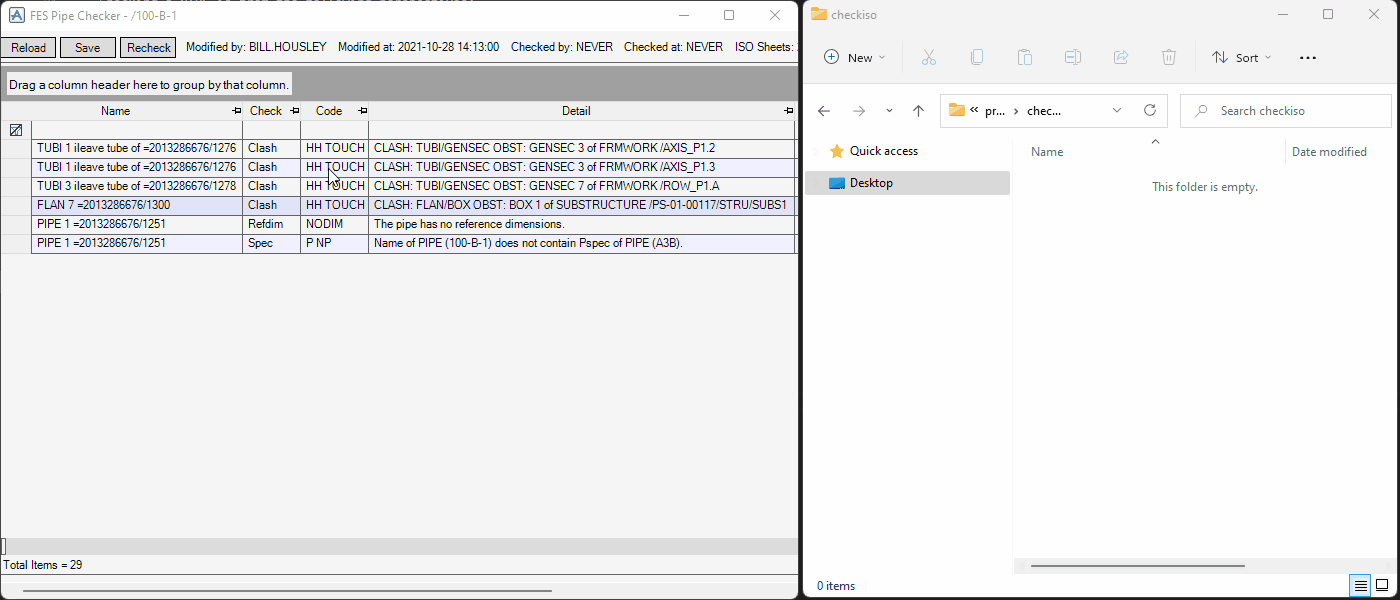 FES Pipe Checker - /100-B-1
Reload Save Recheck Modified by: BILL.HOUSLEY Modified at: 2021-10-28 14:13:00 Checked by: NEVER Checked at: NEVER ISO Sheets:
Drag a column header here to group by that column.
Name Check Code Detail
TUBI 1 ileave tube of =2013286676/1276 Clash HH TOUCH CLASH: TUBI/GENSEC OBST: GENSEC 3 of FRMWORK /AXIS_P1.2
TUBI 1 ileave tube of =2013286676/1276 Clash HH TOUCH CLASH: TUBI/GENSEC OBST: GENSEC 3 of FRMWORK /AXIS_P1.3
TUBI 3 ileave tube of =2013286676/1278 Clash HH TOUCH CLASH: TUBI/GENSEC OBST: GENSEC 7 of FRMWORK /ROW_P1.A
FLAN 7 =2013286676/1300 Clash HH TOUCH CLASH: FLAN/BOX OBST: BOX 1 of SUBSTRUCTURE /PS-01-00117/STRU/SUBS1
PIPE 1 =2013286676/1251 Refdim NODIM The pipe has no reference dimensions.
PIPE 1 =2013286676/1251 Spec P NP Name of PIPE (100-B-1) does not contain Pspec of PIPE (A3B).
Total Items = 29
checkiso
New Sort
« pr... › chec... Search checkiso
Quick access
Desktop
Name Date modified
This folder is empty.
0 items